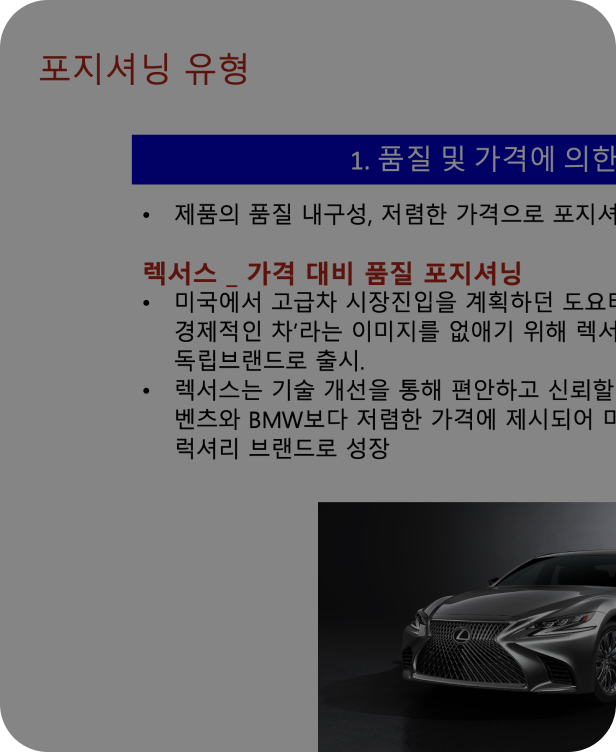 포지셔닝 유형
1. 품질 및 가격에 의한
• 제품의 품질 내구성, 저렴한 가격으로 포지셔
렉서스 _ 가격 대비 품질 포지셔닝
• 미국에서 고급차 시장진입을 계획하던 도요타
경제적인 차'라는 이미지를 없애기 위해 렉서
독립브랜드로 출시.
• 렉서스는 기술 개선을 통해 편안하고 신뢰할
벤츠와 BMW보다 저렴한 가격에 제시되어
럭셔리 브랜드로 성장